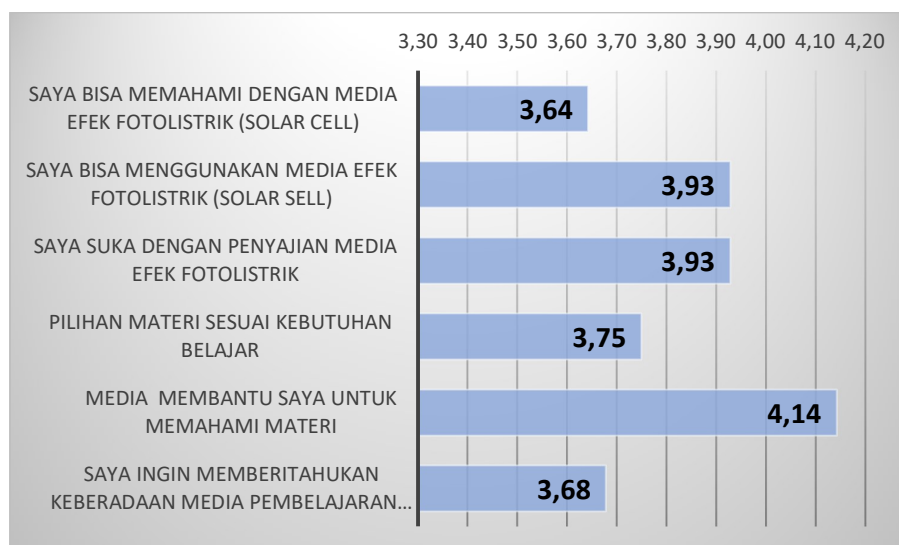 3,30 3,40 3,50 3,60 3,70 3,80 3,90 4,00 4,10 4,20
SAYA BISA MEMAHAMI DENGAN MEDIA
EFEK FOTOLISTRIK (SOLAR CELL)
3,64
SAYA BISA MENGGUNAKAN MEDIA EFEK
FOTOLISTRIK (SOLAR SELL)
3,93
SAYA SUKA DENGAN PENYAJIAN MEDIA
EFEK FOTOLISTRIK
3,93
PILIHAN MATERI SESUAI KEBUTUHAN
BELAJAR
3,75
MEDIA  MEMBANTU SAYA UNTUK
MEMAHAMI MATERI
4,14
SAYA INGIN MEMBERITAHUKAN
KEBERADAAN MEDIA PEMBELAJARAN...
3,68